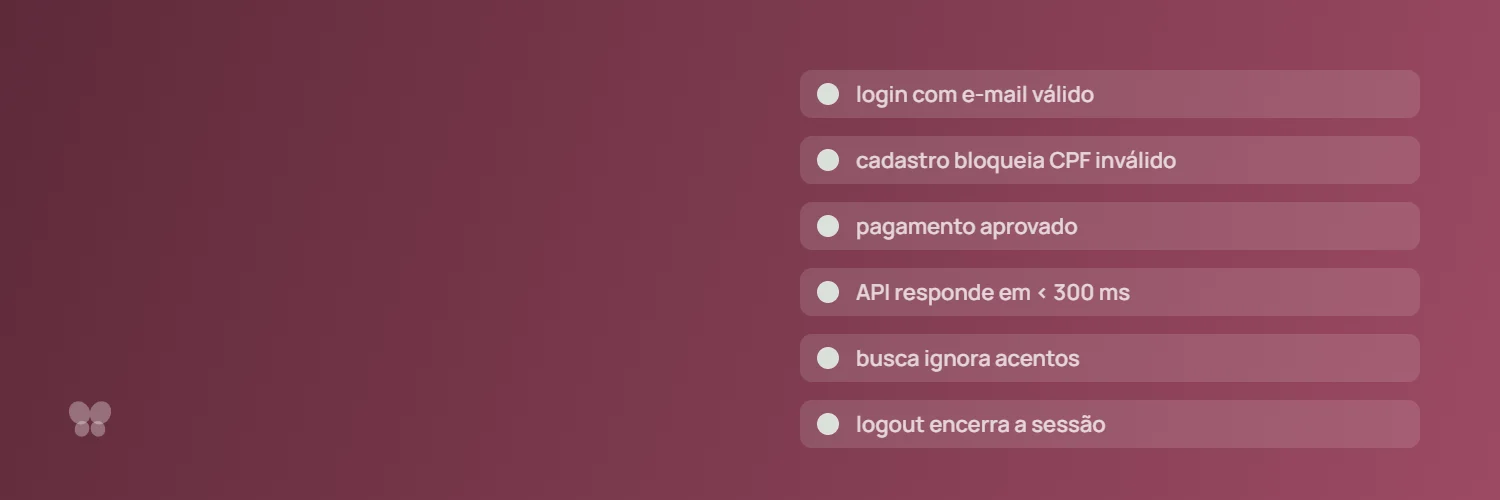 login com e-mail válido
cadastro bloqueia CPF inválido
pagamento aprovado
API responde em < 300 ms
busca ignora acentos
logout encerra a sessão